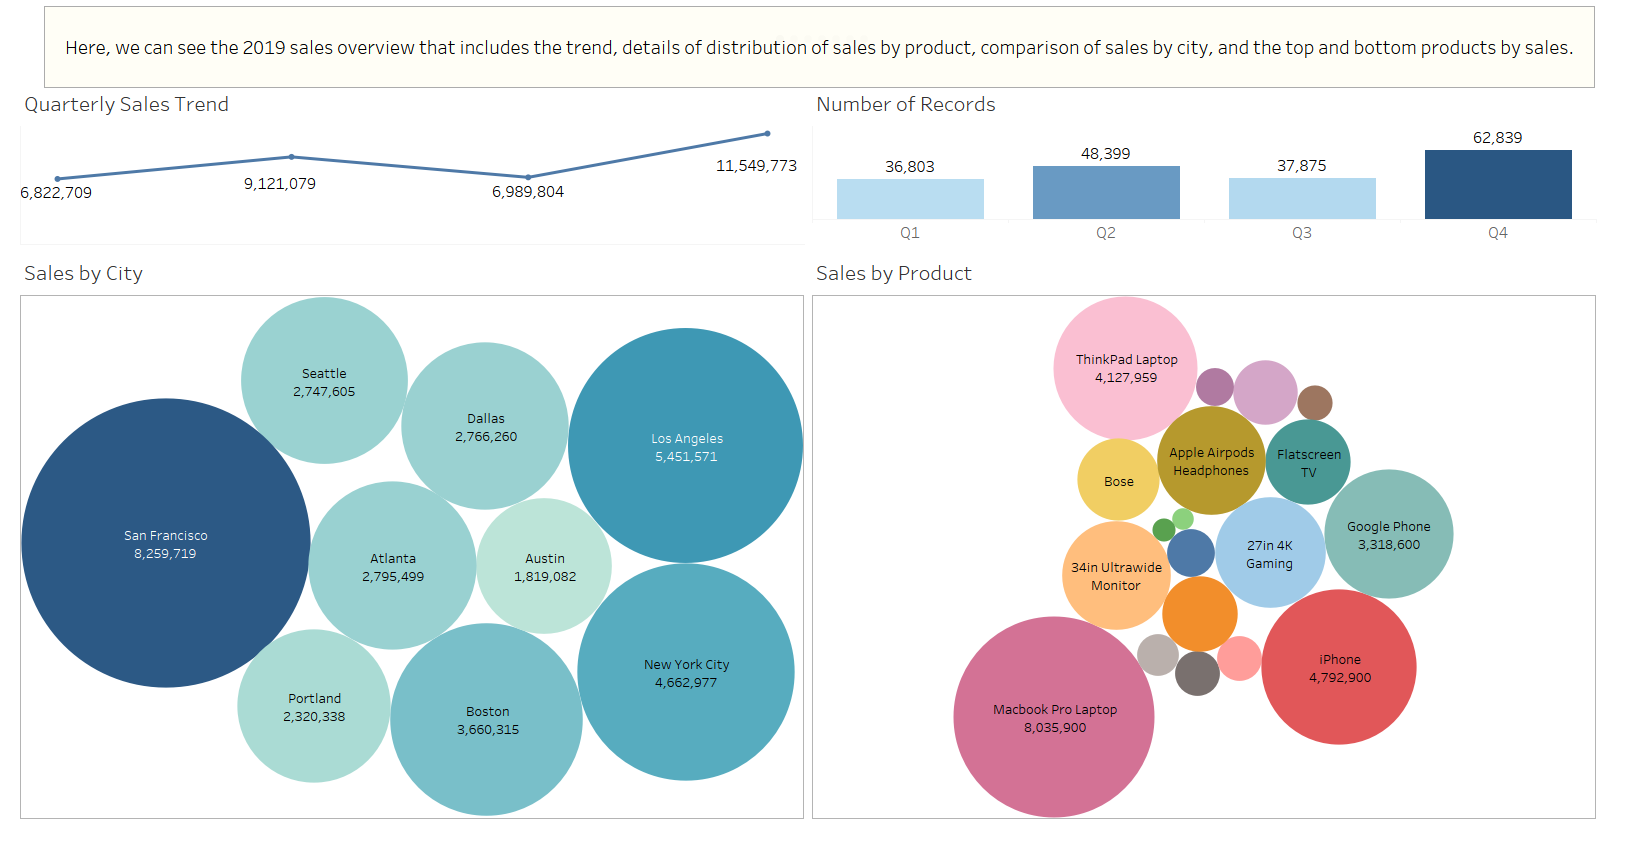 Here, we can see the 2019 sales overview that includes the trend, details of distribution of sales by product, comparison of sales by city, and the top and bottom products by sales.
Quarterly Sales Trend
6,822,709
9,121,079
6,989,804
11,549,773
Number of Records
36,803
48,399
37,875
62,839
Q1
Q2
Q3
Q4
Sales by City
Seattle
2,747,605
Dallas
2,766,260
Los Angeles
5,451,571
San Francisco
8,259,719
Atlanta
2,795,499
Austin
1,819,082
New York City
4,662,977
Portland
2,320,338
Boston
3,660,315
Sales by Product
ThinkPad Laptop
4,127,959
Apple Airpods
Headphones
Flatscreen
TV
Bose
Google Phone
3,318,600
27in 4K
Gaming
34in Ultrawide
Monitor
iPhone
4,792,900
Macbook Pro Laptop
8,035,900